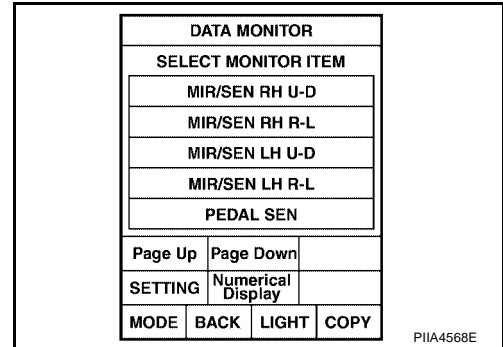 DATA MONITOR
SELECT MONITOR ITEM
MIR/SEN RH U-D
MIR/SEN RH R-L
MIR/SEN LH U-D
MIR/SEN LH R-L
PEDAL SEN
Page Up Page Down
SETTING Numerical Display
MODE BACK LIGHT COPY
PIIA4568E